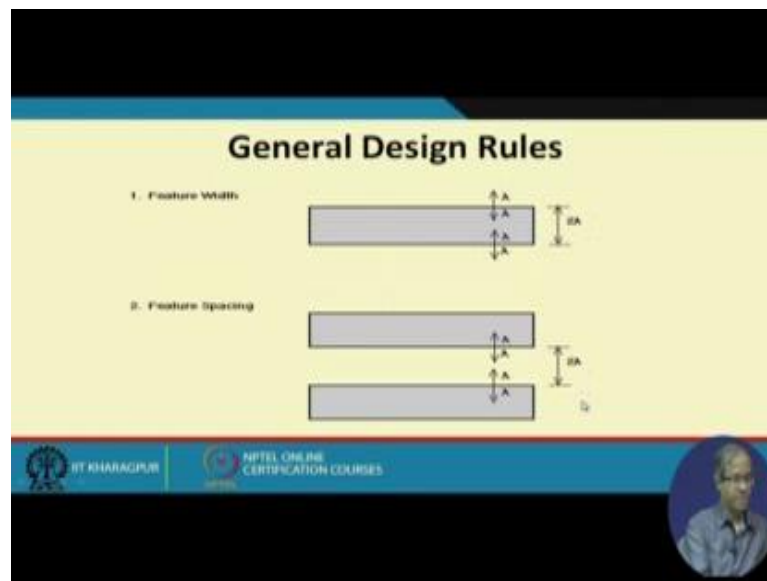 General Design Rules
1. Feature Width
A
A
A
A
2A
2. Feature Spacing
A
A
A
A
2A
IIT KHARAGPUR
NPTEL ONLINE
CERTIFICATION COURSES